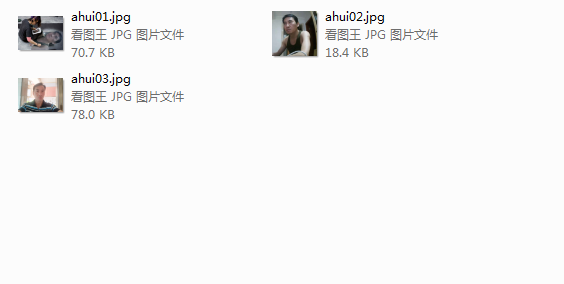 ahui01.jpg
看图王 JPG 图片文件
70.7 KB
ahui02.jpg
看图王 JPG 图片文件
18.4 KB
ahui03.jpg
看图王 JPG 图片文件
78.0 KB